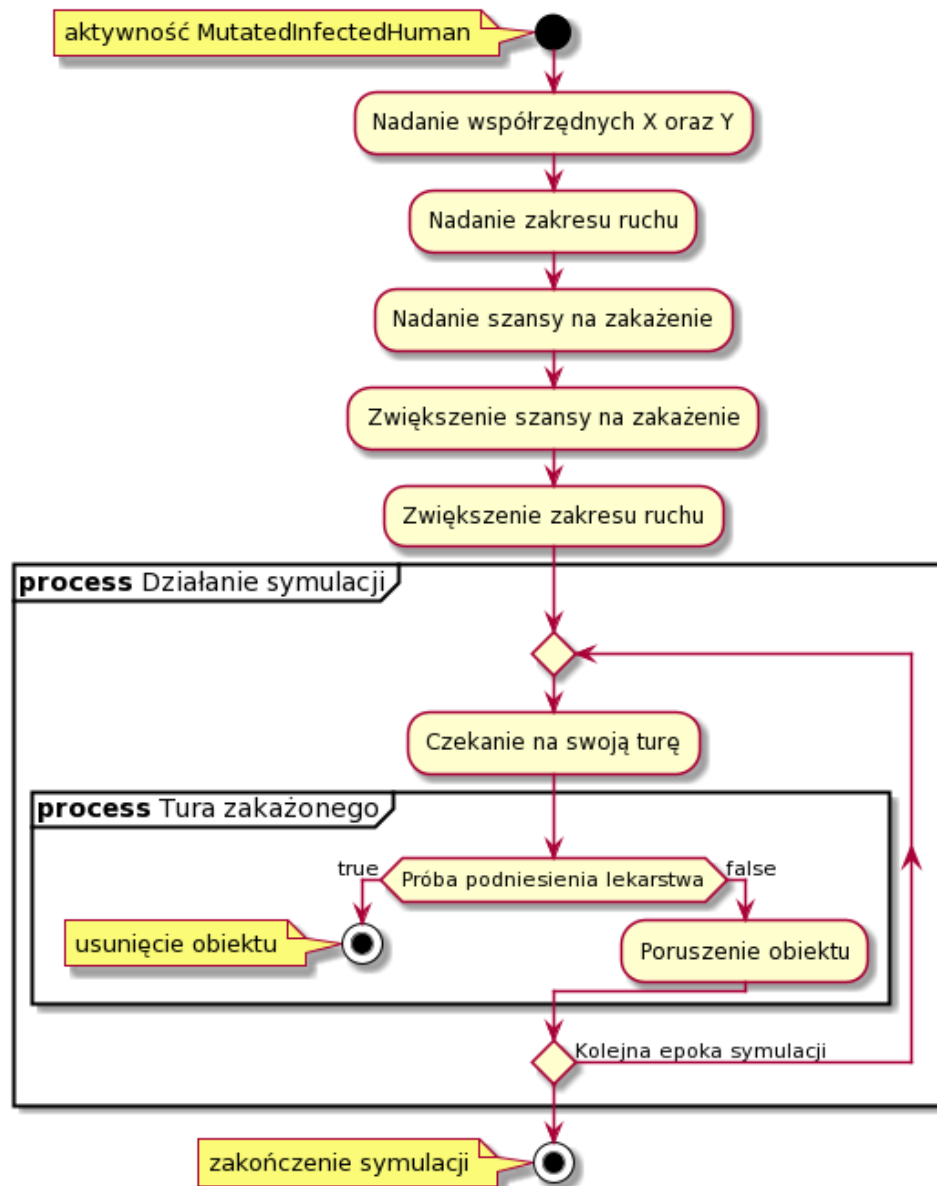 aktywność MutatedInfectedHuman
Nadanie współrzędnych X oraz Y
Nadanie zakresu ruchu
Nadanie szansy na zakażenie
Zwiększenie szansy na zakażenie
Zwiększenie zakresu ruchu
process Działanie symulacji
Czekanie na swoją turę
process Tura zakażonego
true
Próba podniesienia lekarstwa
false
usunięcie obiektu
Poruszenie obiektu
Kolejna epoka symulacji
zakończenie symulacji